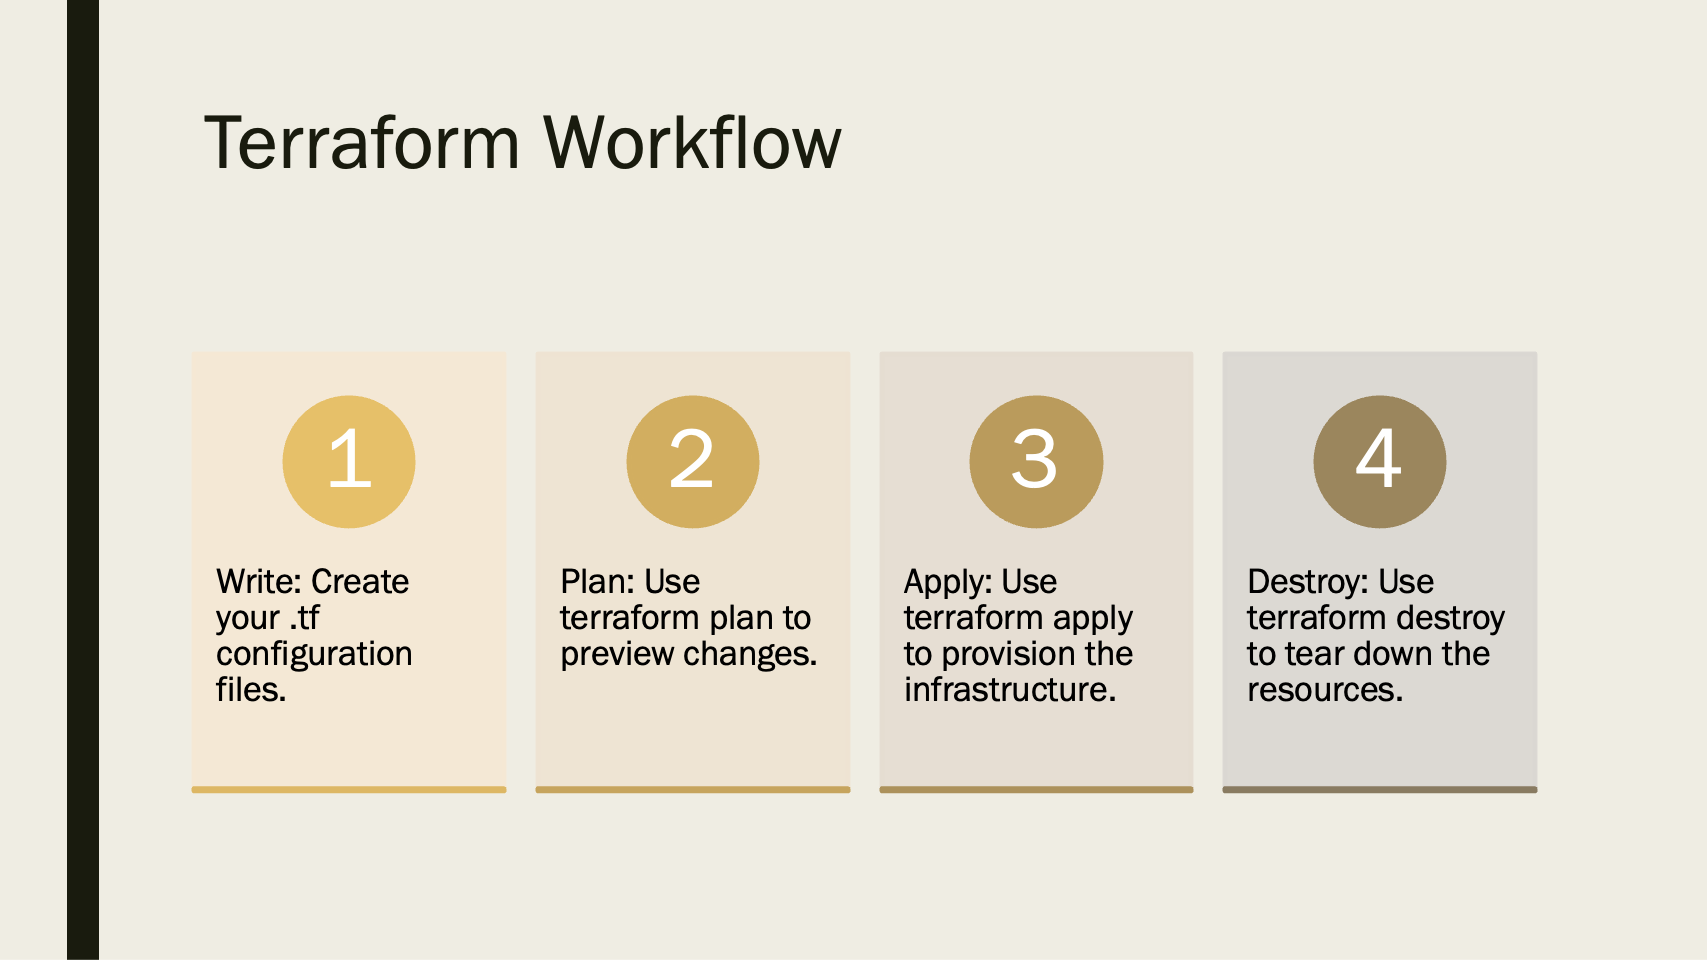 Terraform Workflow
1
Write: Create
your .tf
configuration
files.
2
Plan: Use
terraform plan to
preview changes.
3
Apply: Use
terraform apply
to provision the
infrastructure.
4
Destroy: Use
terraform destroy
to tear down the
resources.